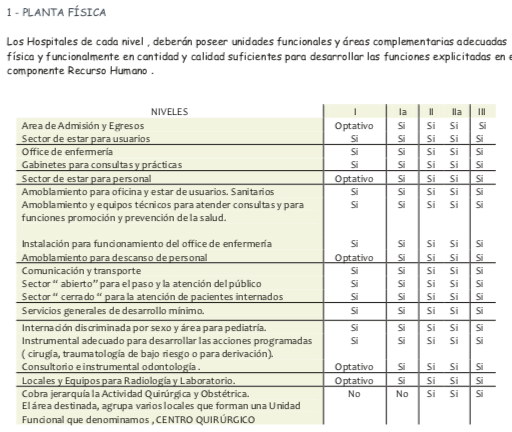 1 - PLANTA FÍSICA
Los Hospitales de cada nivel , deberán poseer unidades funcionales y áreas complementarias adecuadas
física y funcionalmente en cantidad y calidad suficientes para desarrollar las funciones explicitadas en e
componente Recurso Humano .
NIVELES I Ia II IIa III
Area de Admisión y Egresos Optativo Si Si Si Si
Sector de estar para usuarios Si Si Si Si Si
Office de enfermería Si Si Si Si Si
Gabinetes para consultas y prácticas Si Si Si Si Si
Sector de estar para personal Optativo Si Si Si Si
Amoblamiento para oficina y estar de usuarios. Sanitarios Si Si Si Si Si
Amoblamiento y equipos técnicos para atender consultas y para Si Si Si Si Si
funciones promoción y prevención de la salud.
Instalación para funcionamiento del office de enfermería Si Si Si Si Si
Amoblamiento para descanso de personal Optativo Si Si Si Si
Comunicación y transporte Si Si Si Si Si
Sector “ abierto” para el paso y la atención del público Si Si Si Si Si
Sector “ cerrado “ para la atención de pacientes internados Si Si Si Si Si
Servicios generales de desarrollo mínimo. Si Si Si Si Si
Internación discriminada por sexo y área para pediatría. Si Si Si Si Si
Instrumental adecuado para desarrollar las acciones programadas Si Si Si Si Si
( cirugía, traumatología de bajo riesgo o para derivación).
Consultorio e instrumental odontología . Optativo Si Si Si Si
Locales y Equipos para Radiología y Laboratorio. Optativo Si Si Si Si
Cobra jerarquía la Actividad Quirúrgica y Obstétrica. No No Si Si Si
El área destinada, agrupa varios locales que forman una Unidad
Funcional que denominamos , CENTRO QUIRÚRGICO